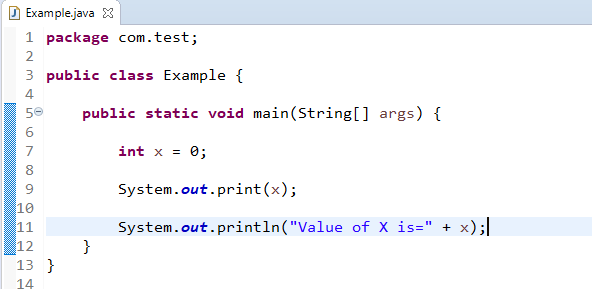 Example.java
1 package com.test;
2
3 public class Example {
4
5 public static void main(String[] args) {
6
7 int x = 0;
8
9 System.out.print(x);
10
11 System.out.println("Value of X is=" + x);
12 }
13 }
14